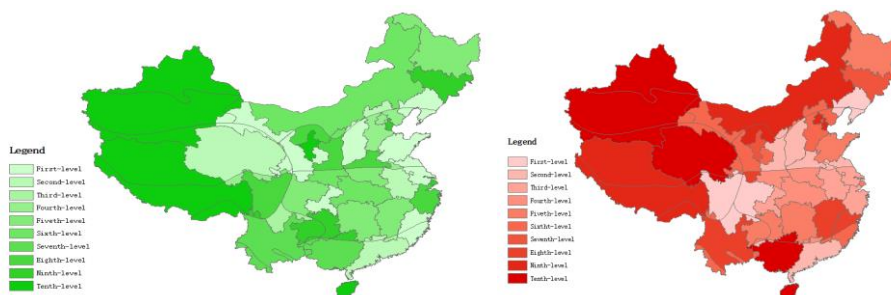 Legend
First-level
Second-level
Third-level
Fourth-level
Fiveth-level
Sixth-level
Seventh-level
Eighth-level
Ninth-level
Tenth-level
Legend
First-level
Second-level
Third-level
Fourth-level
Fiveth-level
Sixtht-level
Seventh-level
Eighth-level
Ninth-level
Tenth-level